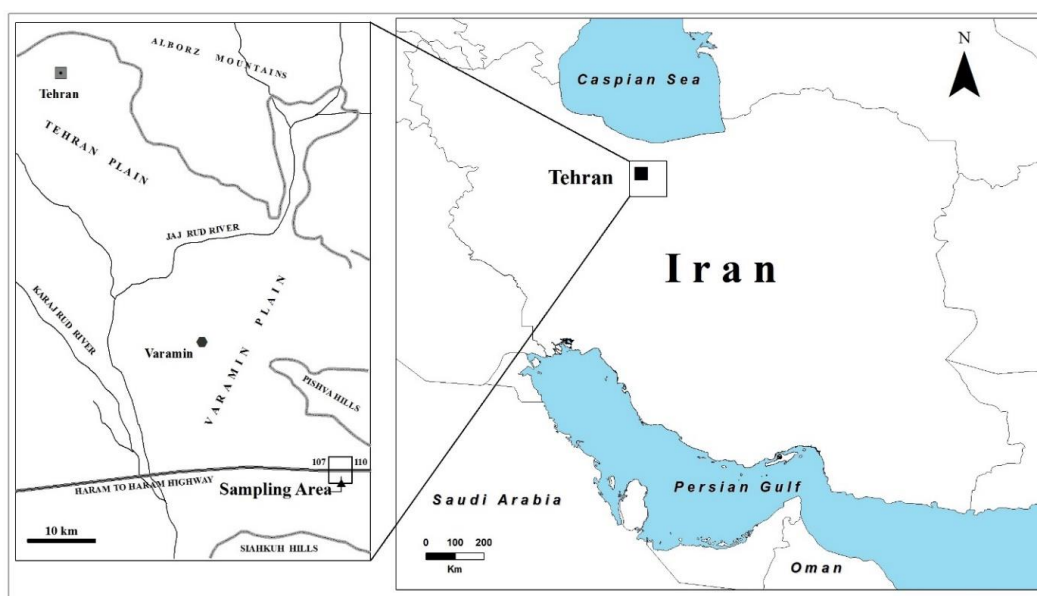 ALBORZ MOUNTAINS
Tehran
TEHRAN PLAIN
JAJ RUD RIVER
KARAJ RUD RIVER
Varamin
VARAMIN PLAIN
PISHVA HILLS
107 110
HARAM TO HARAM HIGHWAY
Sampling Area
10 km
SIAHKUH HILLS
Caspian Sea
N
Tehran
Iran
Saudi Arabia
Persian Gulf
0 100 200
Km
Oman